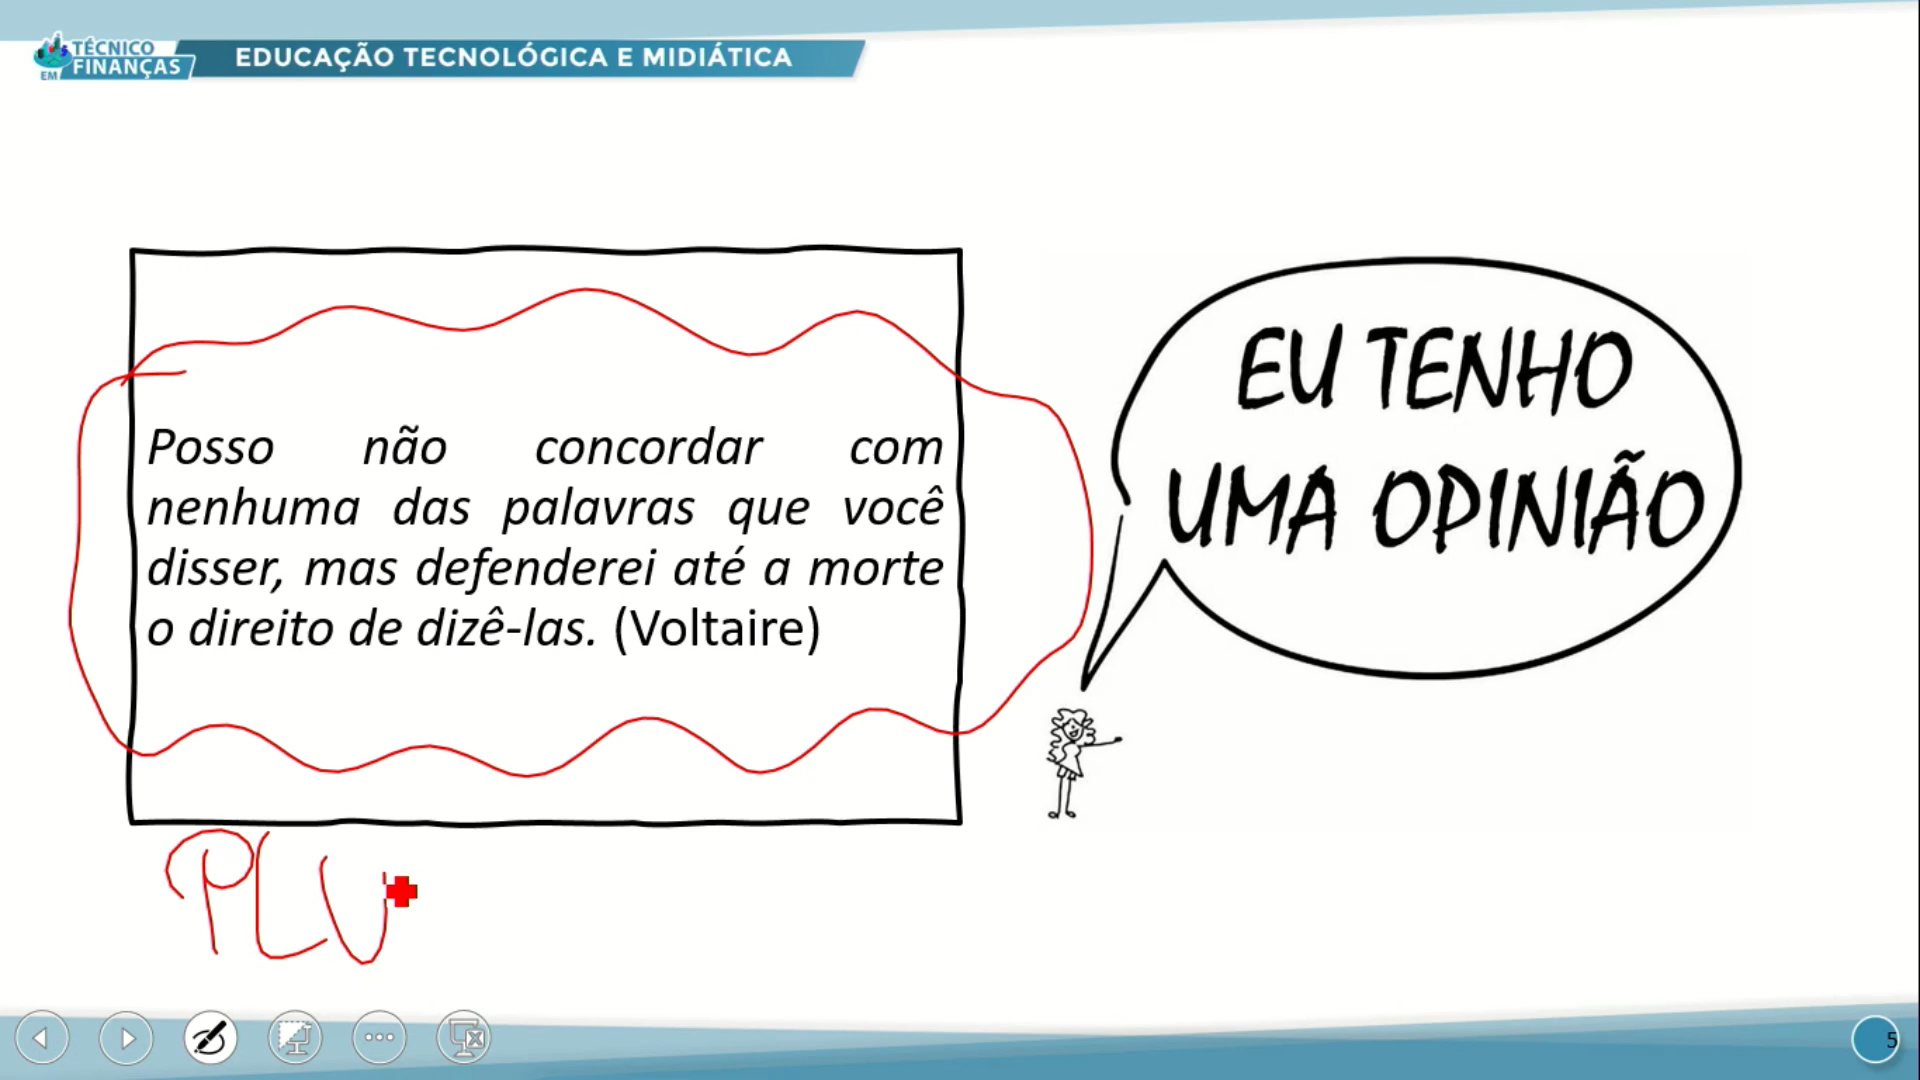 TÉCNICO
EM FINANÇAS
EDUCAÇÃO TECNOLÓGICA E MIDIÁTICA
Posso não concordar com
nenhuma das palavras que você
disser, mas defenderei até a morte
o direito de dizê-las. (Voltaire)
EU TENHO
UMA OPINIÃO
PLU
5